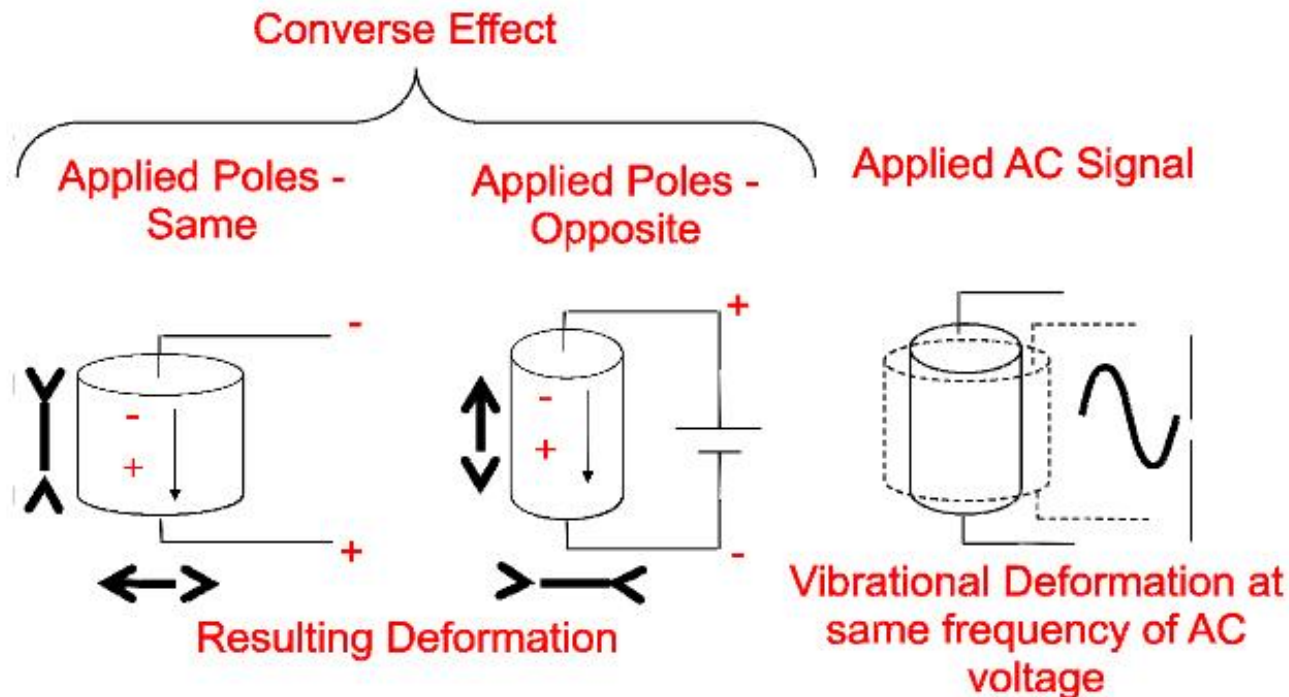 Converse Effect
Applied Poles -
Same
Applied Poles -
Opposite
Applied AC Signal
-
-
+
+
+
-
+
-
Resulting Deformation
Vibrational Deformation at
same frequency of AC
voltage